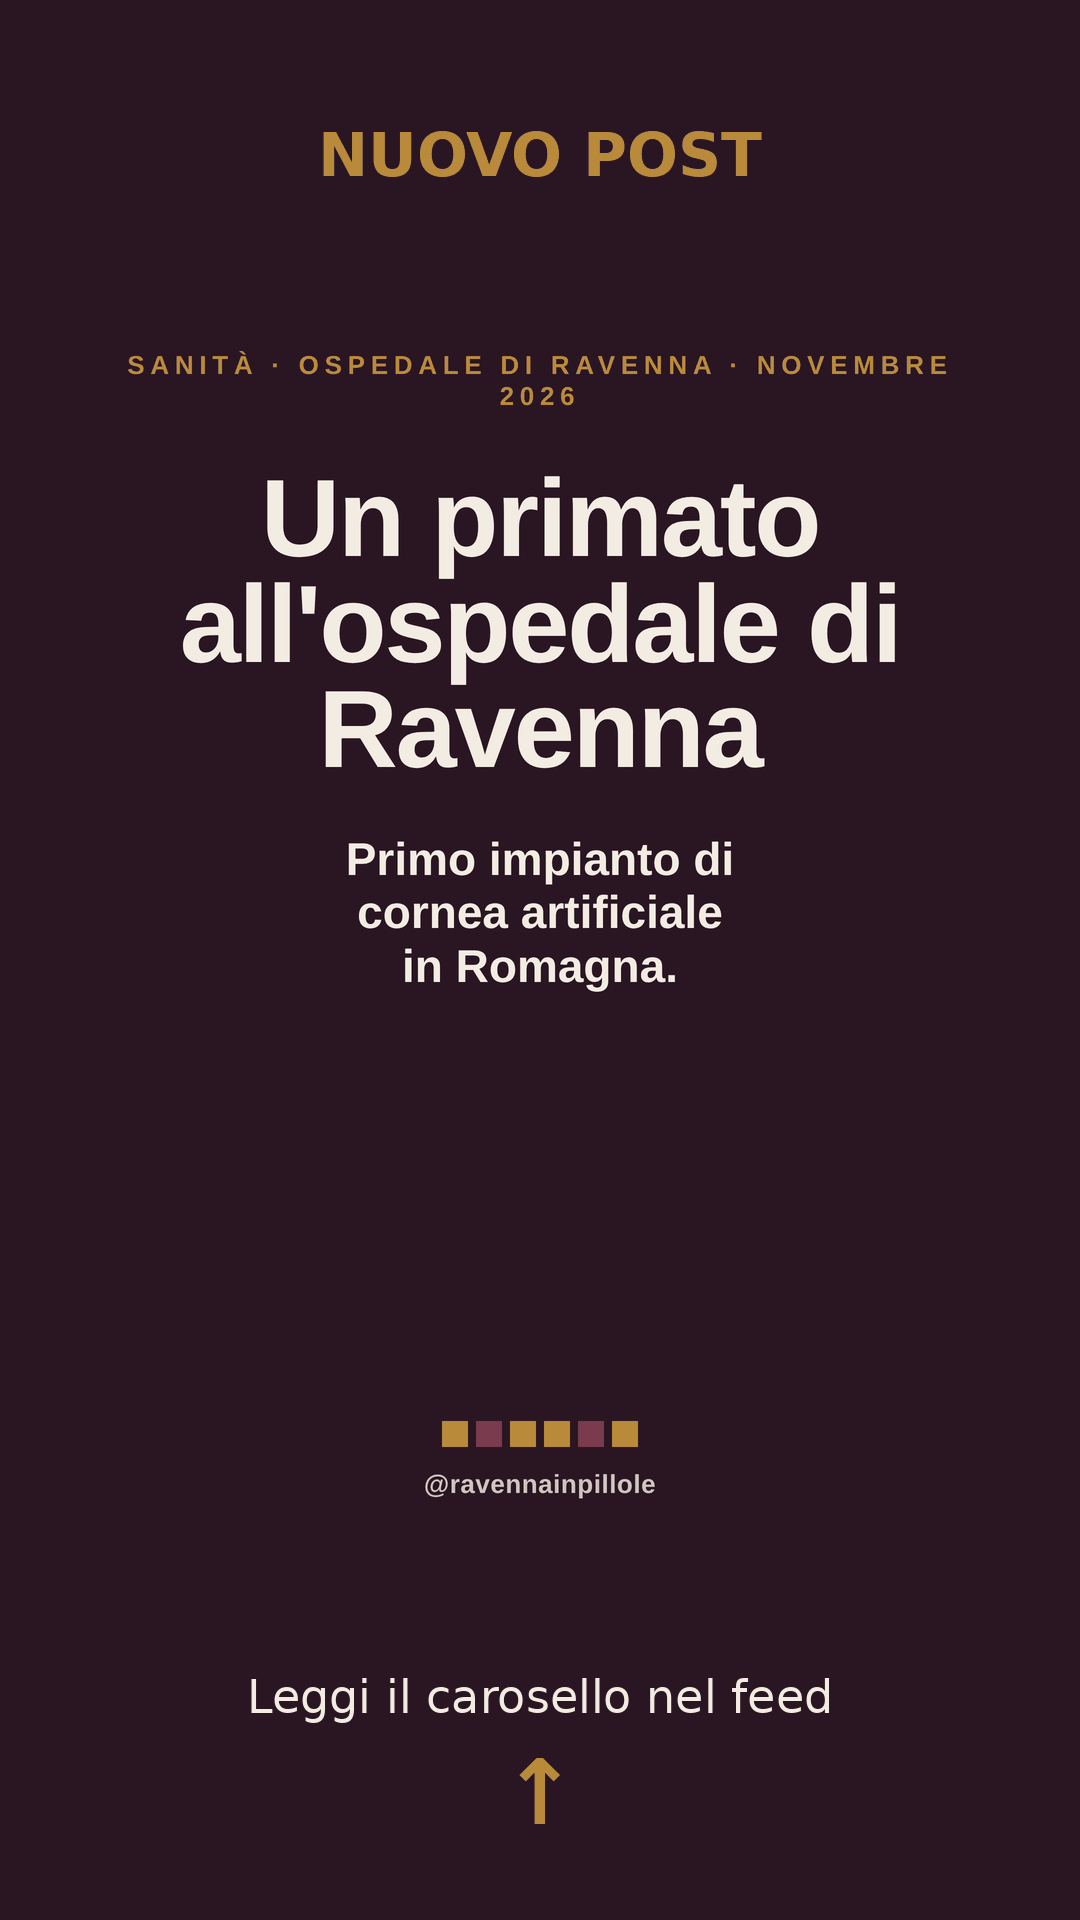 NUOVO POST
SANITÀ · OSPEDALE DI RAVENNA · NOVEMBRE
2026
Un primato
all'ospedale di
Ravenna
Primo impianto di
cornea artificiale
in Romagna.
@ravennainpillole
Leggi il carosello nel feed
↑